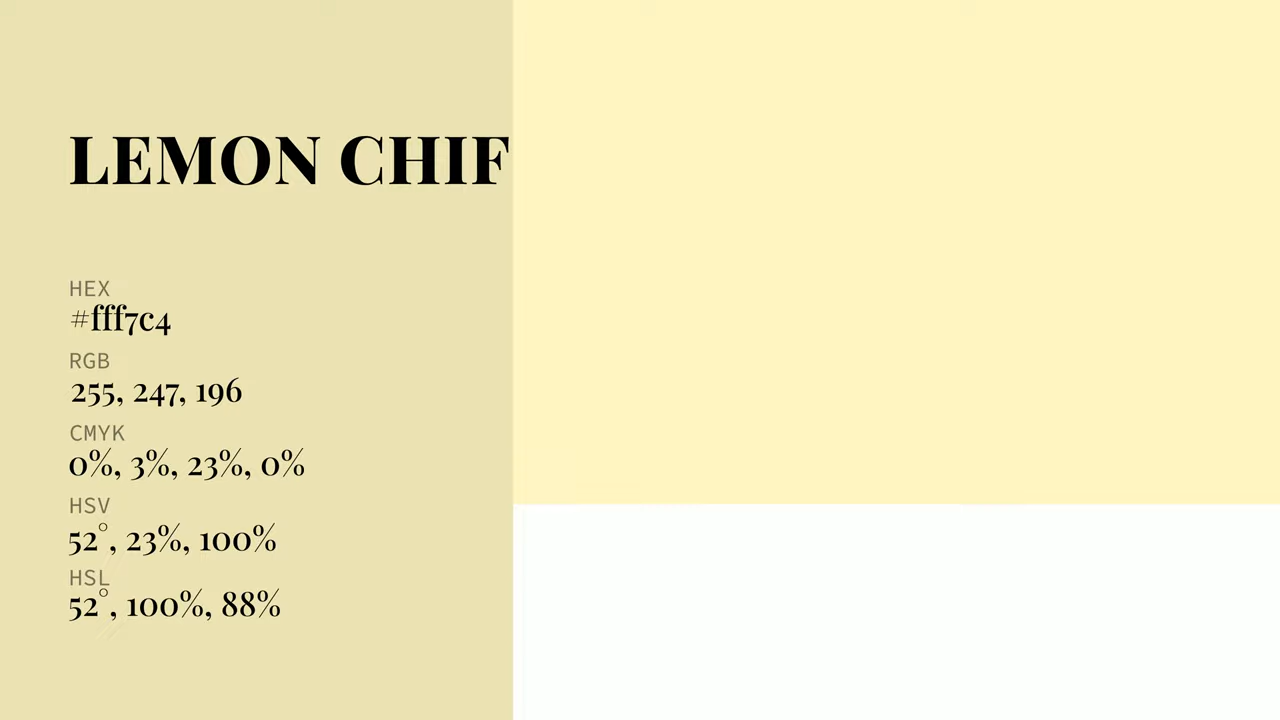 LEMON CHIF
HEX
#fff7c4
RGB
255, 247, 196
CMYK
0%, 3%, 23%, 0%
HSV
52°, 23%, 100%
HSL
52°, 100%, 88%